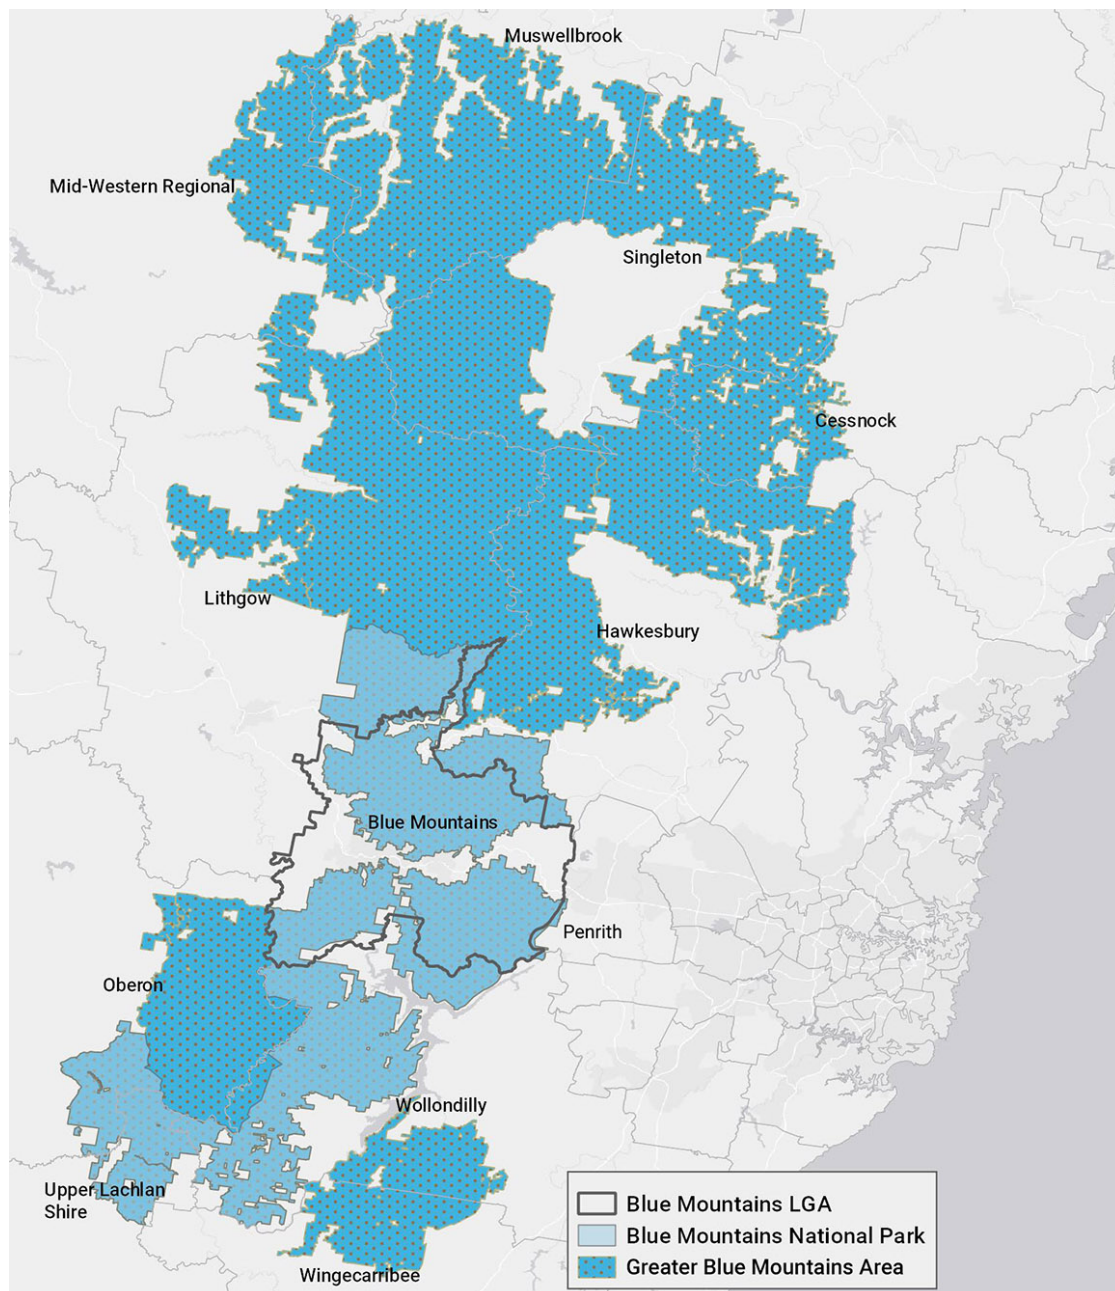 Muswellbrook
Mid-Western Regional
Singleton
Cessnock
Lithgow
Hawkesbury
Blue Mountains
Penrith
Oberon
Wollondilly
Upper Lachlan
Shire
Wingecarribee
Blue Mountains LGA
Blue Mountains National Park
Greater Blue Mountains Area